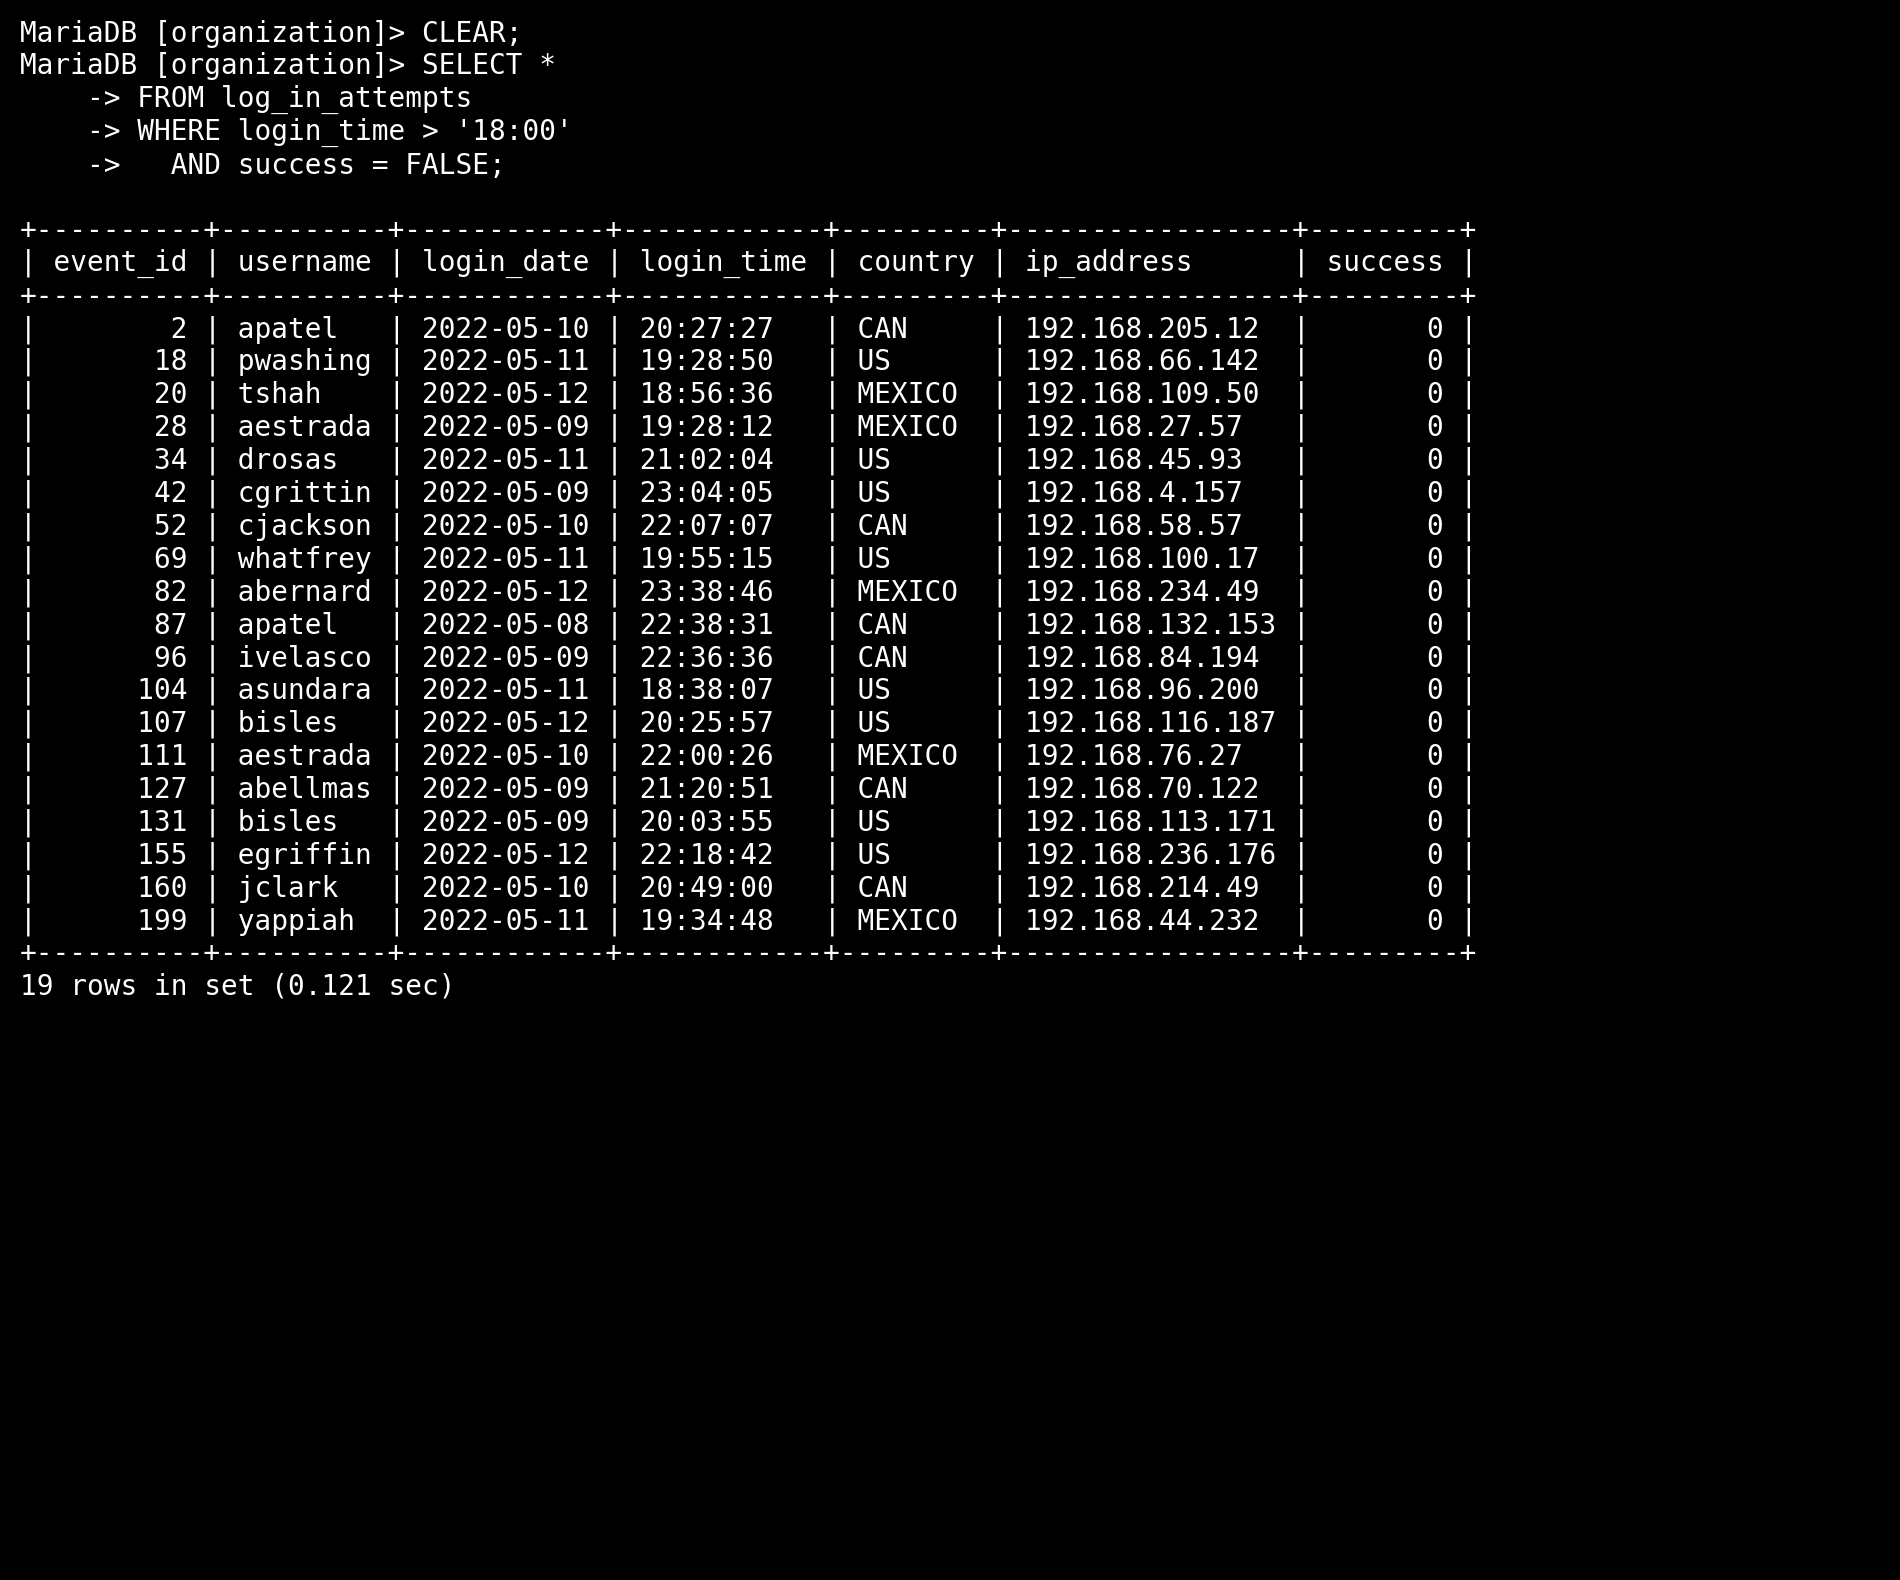 MariaDB [organization]> CLEAR;
MariaDB [organization]> SELECT *
    -> FROM log_in_attempts
    -> WHERE login_time > '18:00'
    ->   AND success = FALSE;

+----------+----------+------------+------------+---------+-----------------+---------+
| event_id | username | login_date | login_time | country | ip_address      | success |
+----------+----------+------------+------------+---------+-----------------+---------+
|        2 | apatel   | 2022-05-10 | 20:27:27   | CAN     | 192.168.205.12  |       0 |
|       18 | pwashing | 2022-05-11 | 19:28:50   | US      | 192.168.66.142  |       0 |
|       20 | tshah    | 2022-05-12 | 18:56:36   | MEXICO  | 192.168.109.50  |       0 |
|       28 | aestrada | 2022-05-09 | 19:28:12   | MEXICO  | 192.168.27.57   |       0 |
|       34 | drosas   | 2022-05-11 | 21:02:04   | US      | 192.168.45.93   |       0 |
|       42 | cgrittin | 2022-05-09 | 23:04:05   | US      | 192.168.4.157   |       0 |
|       52 | cjackson | 2022-05-10 | 22:07:07   | CAN     | 192.168.58.57   |       0 |
|       69 | whatfrey | 2022-05-11 | 19:55:15   | US      | 192.168.100.17  |       0 |
|       82 | abernard | 2022-05-12 | 23:38:46   | MEXICO  | 192.168.234.49  |       0 |
|       87 | apatel   | 2022-05-08 | 22:38:31   | CAN     | 192.168.132.153 |       0 |
|       96 | ivelasco | 2022-05-09 | 22:36:36   | CAN     | 192.168.84.194  |       0 |
|      104 | asundara | 2022-05-11 | 18:38:07   | US      | 192.168.96.200  |       0 |
|      107 | bisles   | 2022-05-12 | 20:25:57   | US      | 192.168.116.187 |       0 |
|      111 | aestrada | 2022-05-10 | 22:00:26   | MEXICO  | 192.168.76.27   |       0 |
|      127 | abellmas | 2022-05-09 | 21:20:51   | CAN     | 192.168.70.122  |       0 |
|      131 | bisles   | 2022-05-09 | 20:03:55   | US      | 192.168.113.171 |       0 |
|      155 | egriffin | 2022-05-12 | 22:18:42   | US      | 192.168.236.176 |       0 |
|      160 | jclark   | 2022-05-10 | 20:49:00   | CAN     | 192.168.214.49  |       0 |
|      199 | yappiah  | 2022-05-11 | 19:34:48   | MEXICO  | 192.168.44.232  |       0 |
+----------+----------+------------+------------+---------+-----------------+---------+
19 rows in set (0.121 sec)